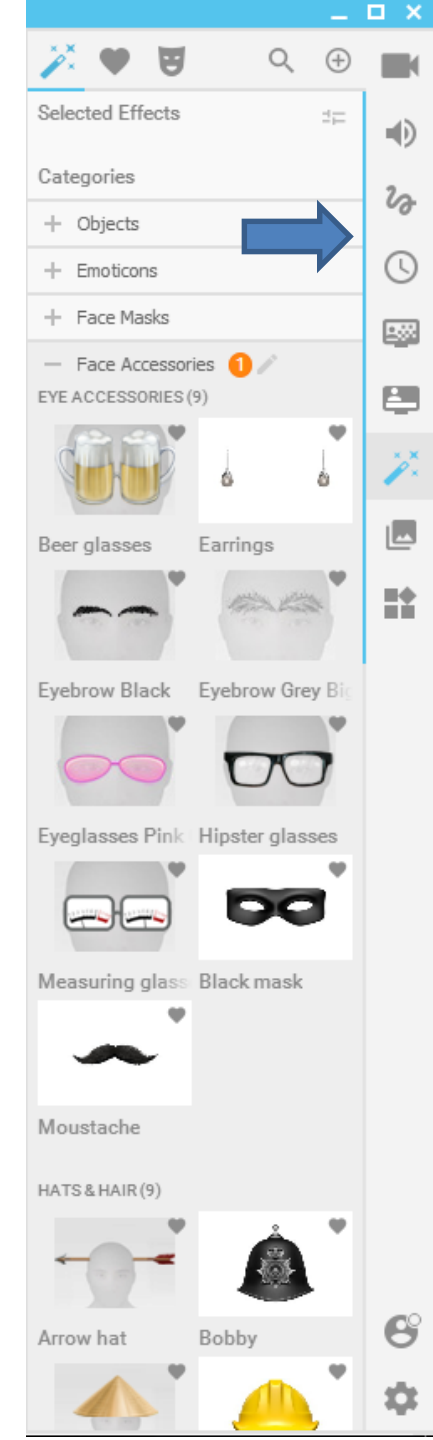 Selected Effects
Categories
Objects
Emoticons
Face Masks
Face Accessories 1
EYE ACCESSORIES (9)
Beer glasses Earrings
Eyebrow Black Eyebrow Grey Big
Eyeglasses Pink Hipster glasses
Measuring glass Black mask
Moustache
HATS & HAIR (9)
Arrow hat Bobby